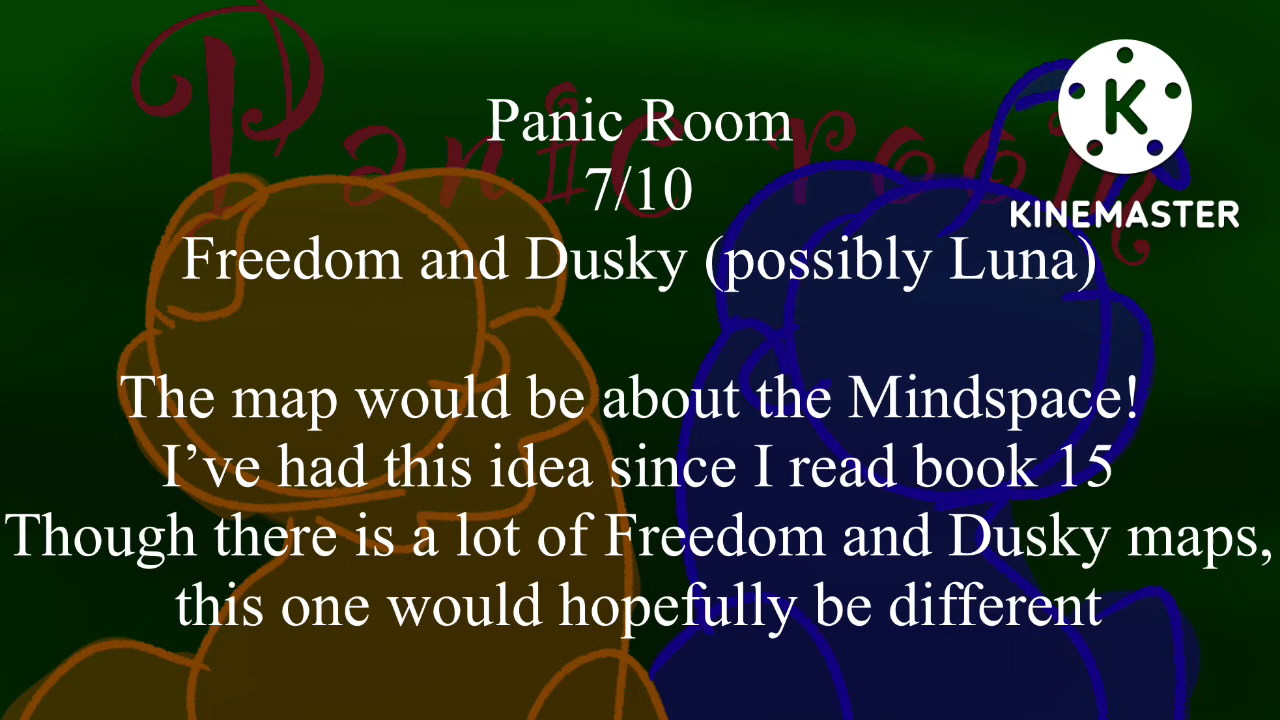 Panic room
Panic Room
7/10
Freedom and Dusky (possibly Luna)
K
KINEMASTER
The map would be about the Mindspace!
I’ve had this idea since I read book 15
Though there is a lot of Freedom and Dusky maps,
this one would hopefully be different